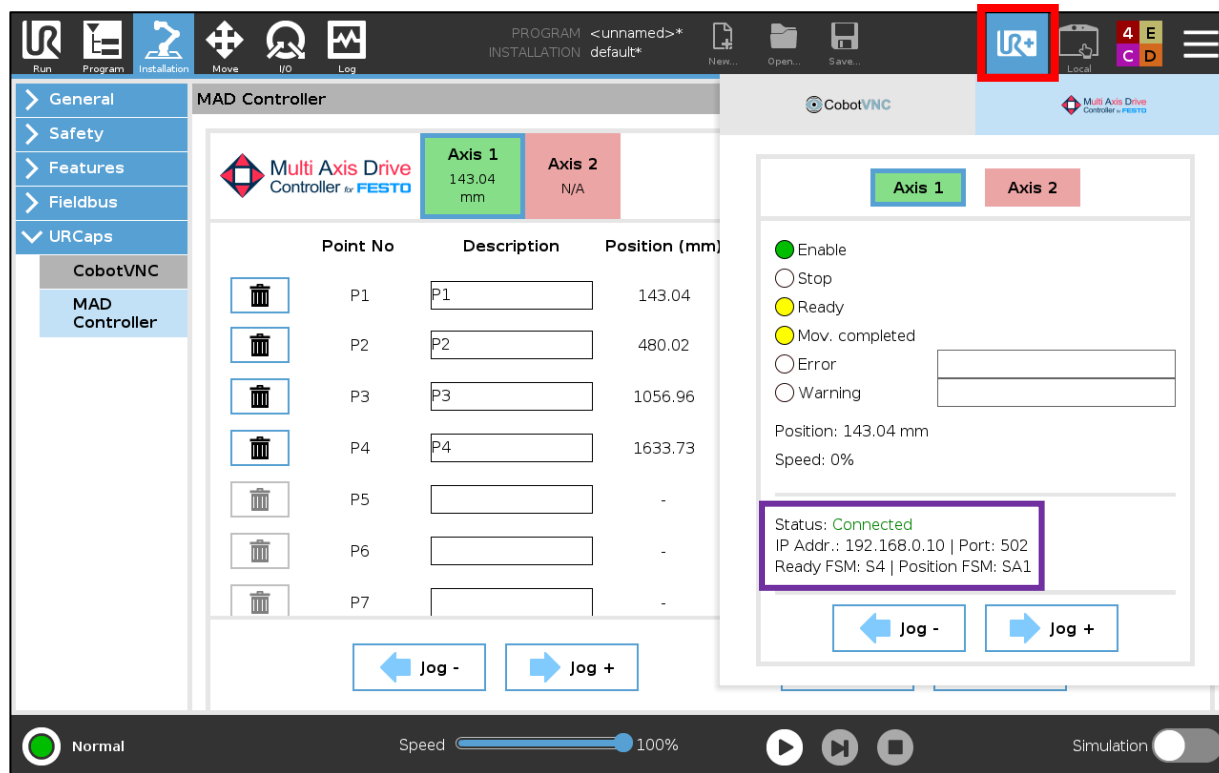 PROGRAM <unnamed>*
INSTALLATION default*
Run
Program
Installation
Move
I/O
Log
New...
Open...
Save...
UR+
Local
4 E
C D
General
Safety
Features
Fieldbus
URCaps
CobotVNC
MAD
Controller
MAD Controller
Multi Axis Drive
Controller for FESTO
Axis 1
143.04
mm
Axis 2
N/A
Point No Description Position (mm)
P1 P1 143.04
P2 P2 480.02
P3 P3 1056.96
P4 P4 1633.73
P5 -
P6 -
P7 -
Jog -
Jog +
CobotVNC
Multi Axis Drive
Controller for FESTO
Axis 1
Axis 2
Enable
Stop
Ready
Mov. completed
Error
Warning
Position: 143.04 mm
Speed: 0%
Status: Connected
IP Addr.: 192.168.0.10 | Port: 502
Ready FSM: S4 | Position FSM: SA1
Jog -
Jog +
Normal
Speed
100%
Simulation